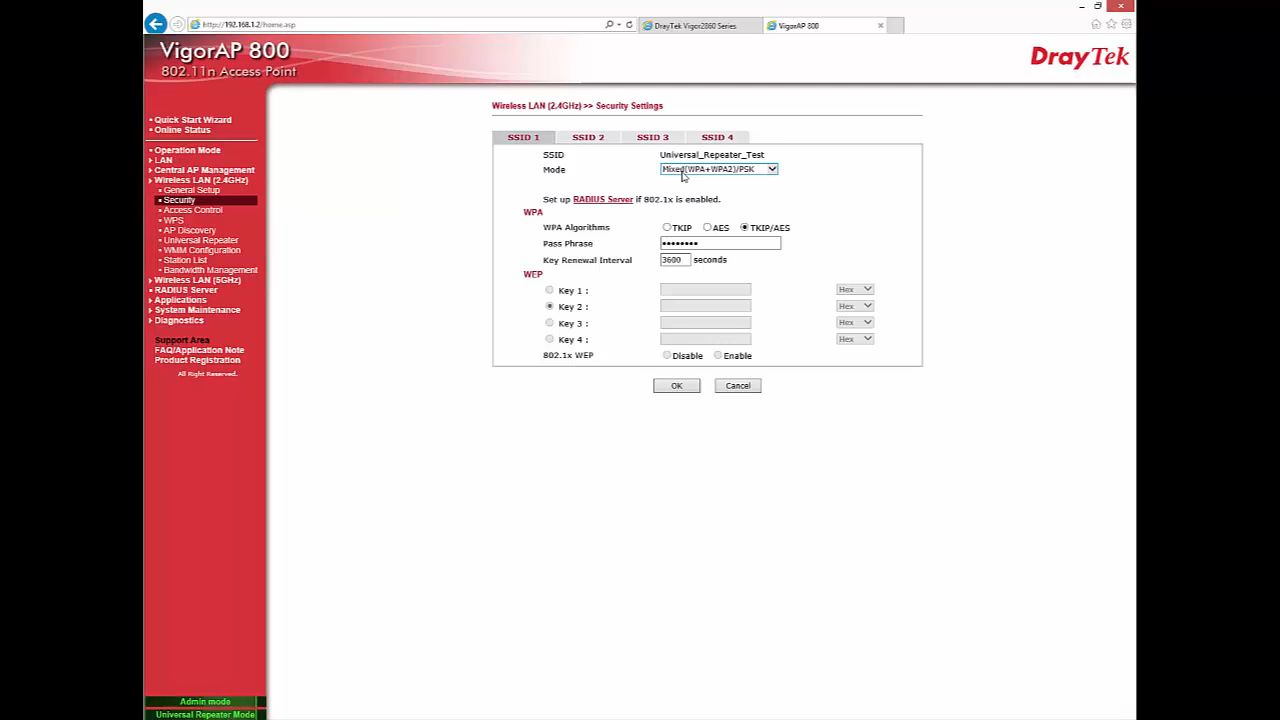 http://192.168.1.2/home.asp
DrayTek Vigor2860 Series
VigorAP 800
VigorAP 800
802.11n Access Point
DrayTek
Quick Start Wizard
Online Status
Operation Mode
LAN
Central AP Management
Wireless LAN (2.4GHz)
General Setup
Security
Access Control
WPS
AP Discovery
Universal Repeater
WMM Configuration
Station List
Bandwidth Management
Wireless LAN (5GHz)
RADIUS Server
Applications
System Maintenance
Diagnostics
Support Area
FAQ/Application Note
Product Registration
All Right Reserved.
Admin mode
Universal Repeater Mode
Wireless LAN (2.4GHz) >> Security Settings
SSID 1 SSID 2 SSID 3 SSID 4
SSID Universal_Repeater_Test
Mode Mixed(WPA+WPA2)/PSK
Set up RADIUS Server if 802.1x is enabled.
WPA
WPA Algorithms TKIP AES TKIP/AES
Pass Phrase ••••••••
Key Renewal Interval 3600 seconds
WEP
Key 1 : Hex
Key 2 : Hex
Key 3 : Hex
Key 4 : Hex
802.1x WEP Disable Enable
OK Cancel